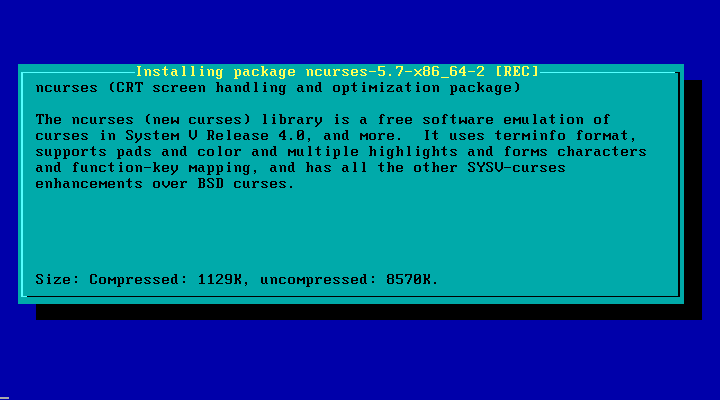 Installing package ncurses-5.7-x86_64-2 [REC]
ncurses (CRT screen handling and optimization package)
The ncurses (new curses) library is a free software emulation of
curses in System V Release 4.0, and more.  It uses terminfo format,
supports pads and color and multiple highlights and forms characters
and function-key mapping, and has all the other SYSV-curses
enhancements over BSD curses.
Size: Compressed: 1129K, uncompressed: 8570K.